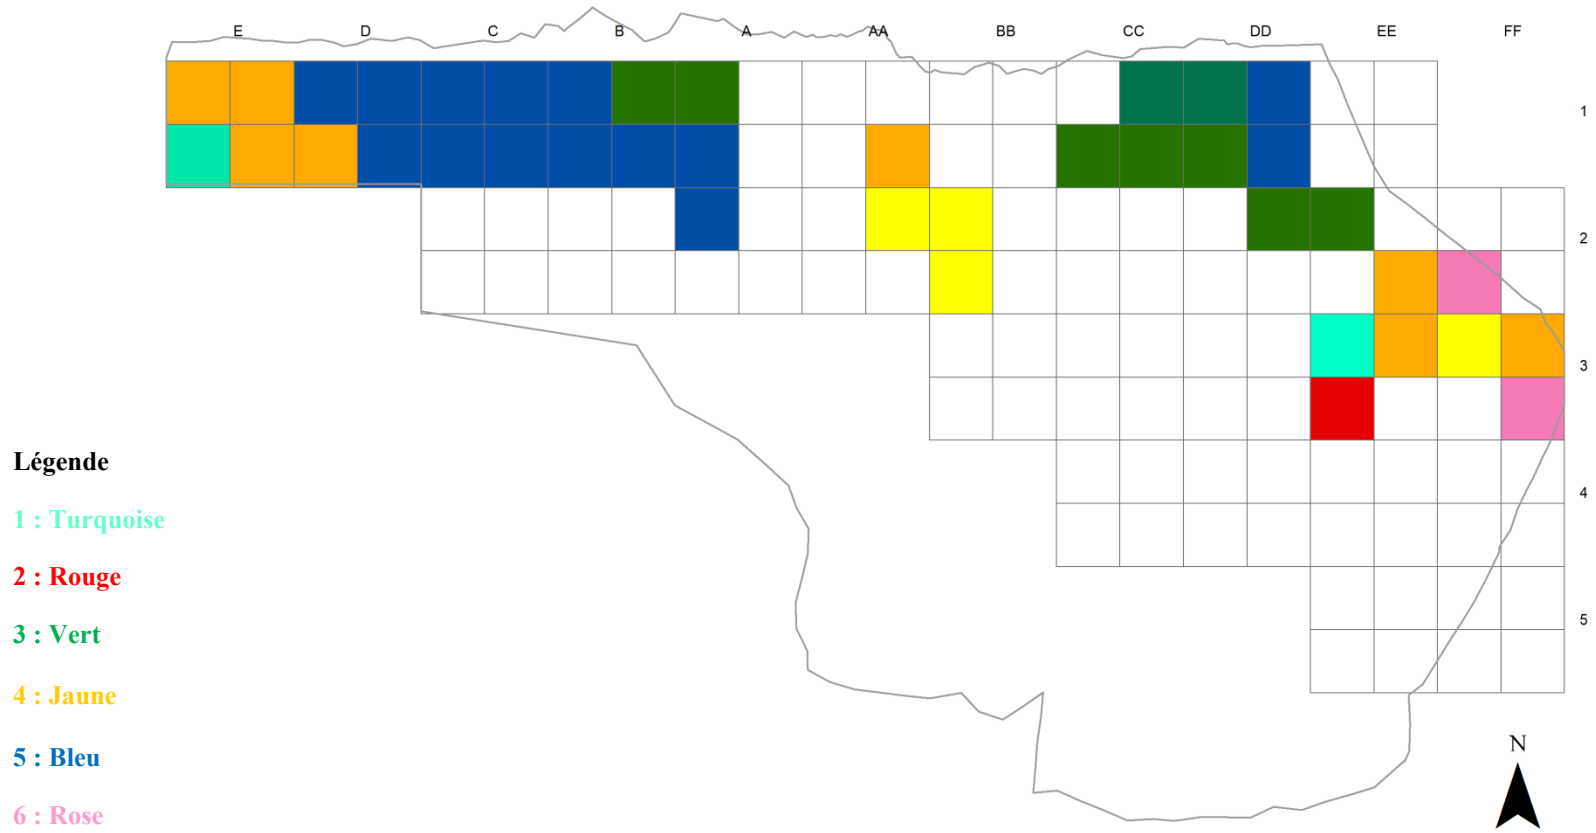 E D C B A AA BB CC DD EE FF
1
2
3
4
5
Légende
1 : Turquoise
2 : Rouge
3 : Vert
4 : Jaune
5 : Bleu
6 : Rose
N